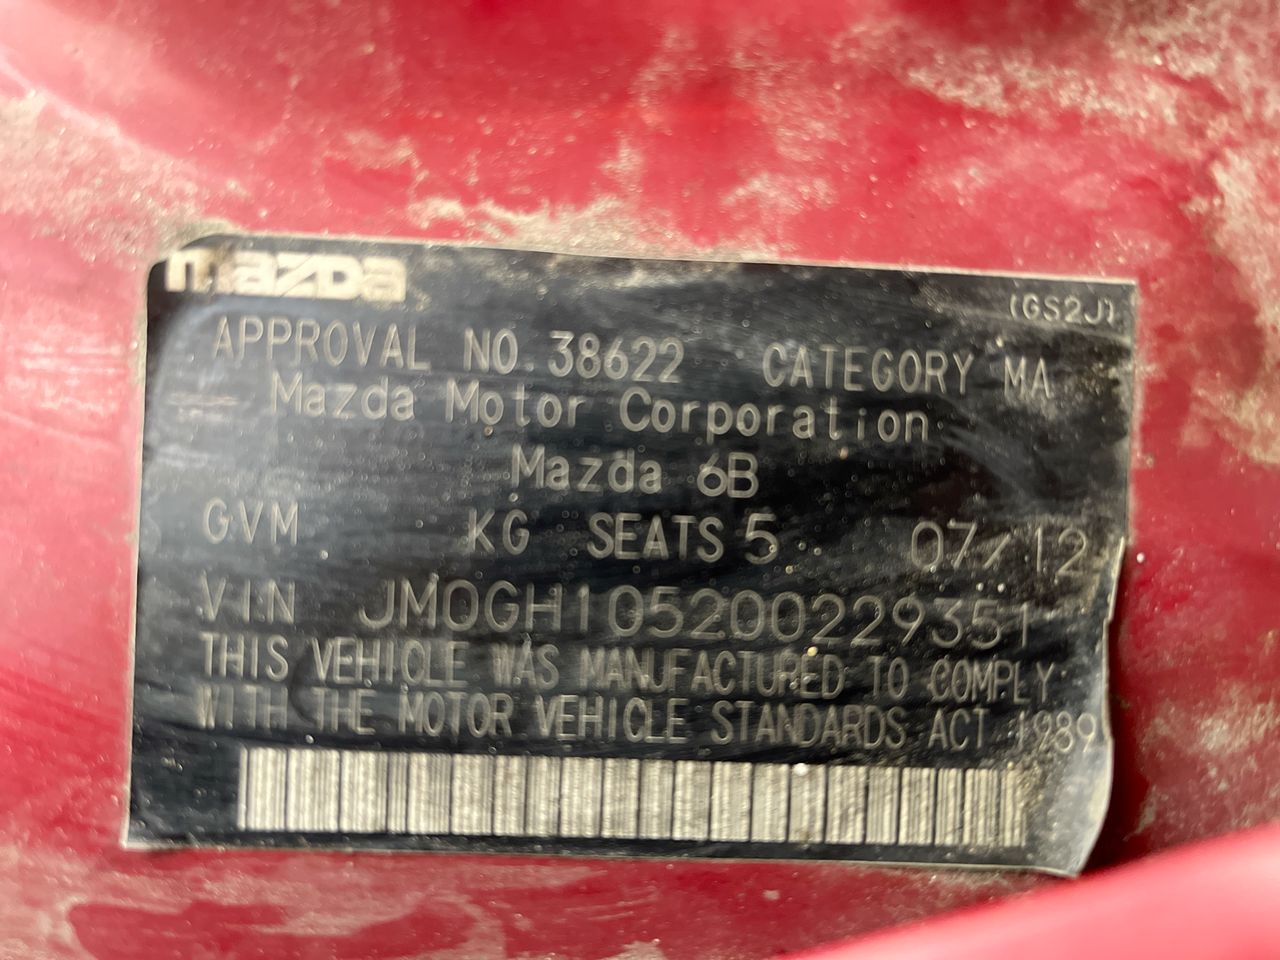 mazda
(GS2J)
APPROVAL NO. 38622 CATEGORY MA
Mazda Motor Corporation
Mazda 6B
GVM KG SEATS 5 07/12
VIN JM0GH105200229351
THIS VEHICLE WAS MANUFACTURED TO COMPLY
WITH THE MOTOR VEHICLE STANDARDS ACT 1989